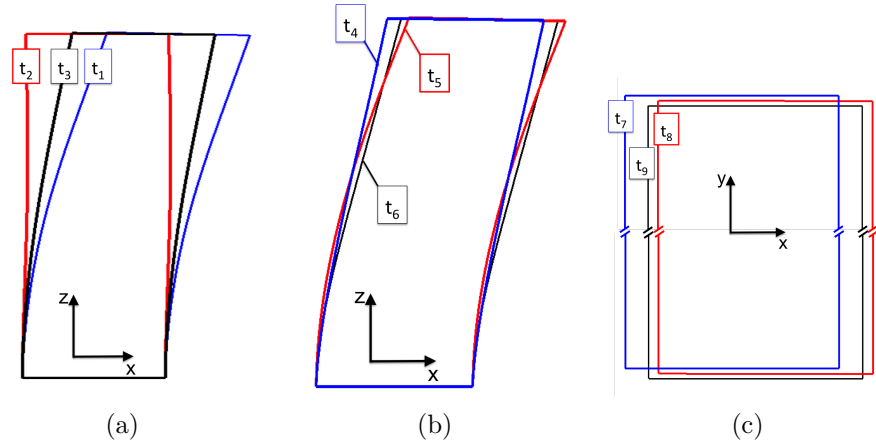 t₂ t₃ t₁
z
x
(a)
t₄
t₅
t₆
z
x
(b)
t₇ t₈
t₉
y
x
(c)